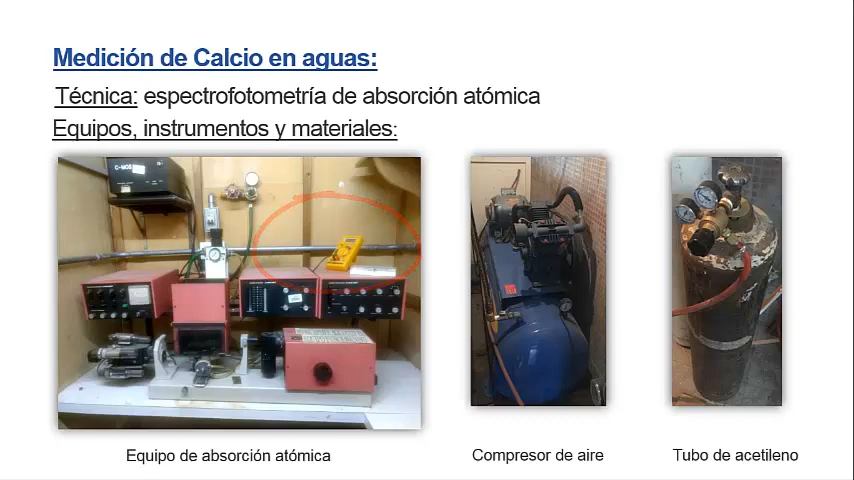 Medición de Calcio en aguas:
Técnica: espectrofotometría de absorción atómica
Equipos, instrumentos y materiales:
C-MOS
Equipo de absorción atómica
Compresor de aire
Tubo de acetileno